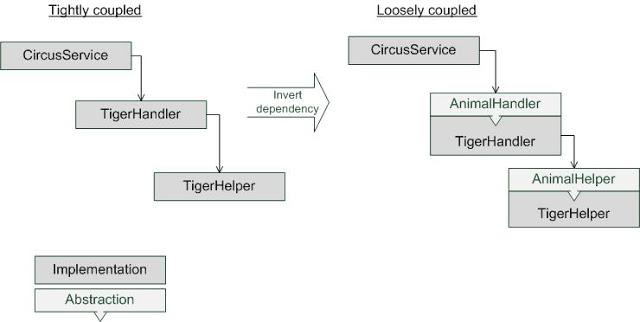 Tightly coupled
Loosely coupled
CircusService
TigerHandler
TigerHelper
Invert
dependency
CircusService
AnimalHandler
TigerHandler
AnimalHelper
TigerHelper
Implementation
Abstraction